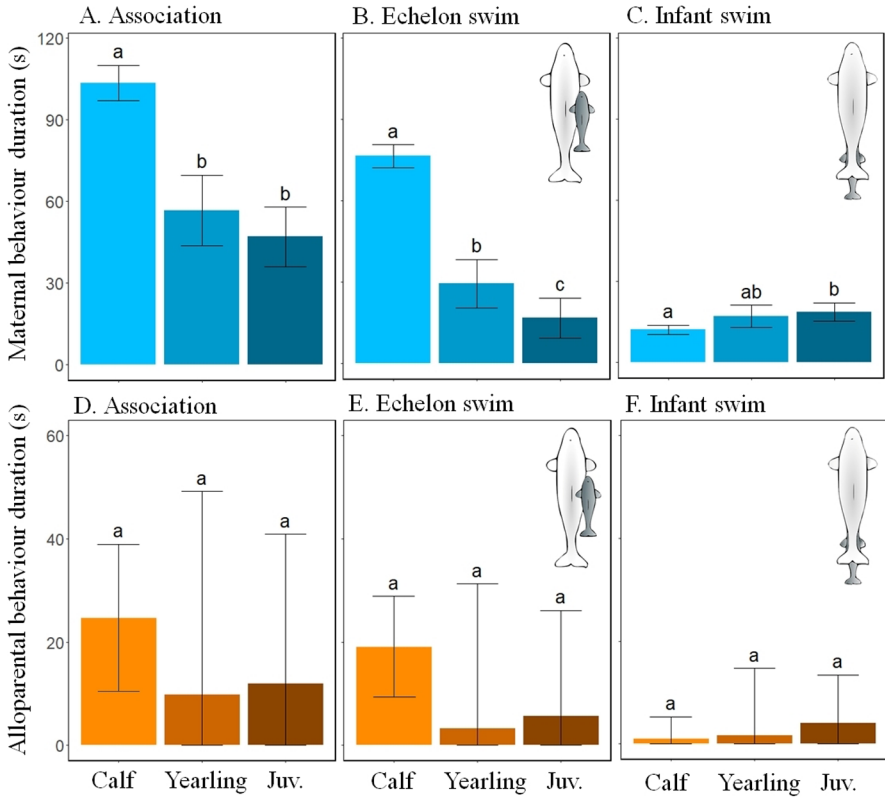 A. Association
B. Echelon swim
C. Infant swim
Maternal behaviour duration (s)
120
90
60
30
0
a
b
b
a
b
c
a
ab
b
D. Association
E. Echelon swim
F. Infant swim
Alloparental behaviour duration (s)
60
40
20
0
a
a
a
a
a
a
a
a
a
Calf
Yearling
Juv.
Calf
Yearling
Juv.
Calf
Yearling
Juv.